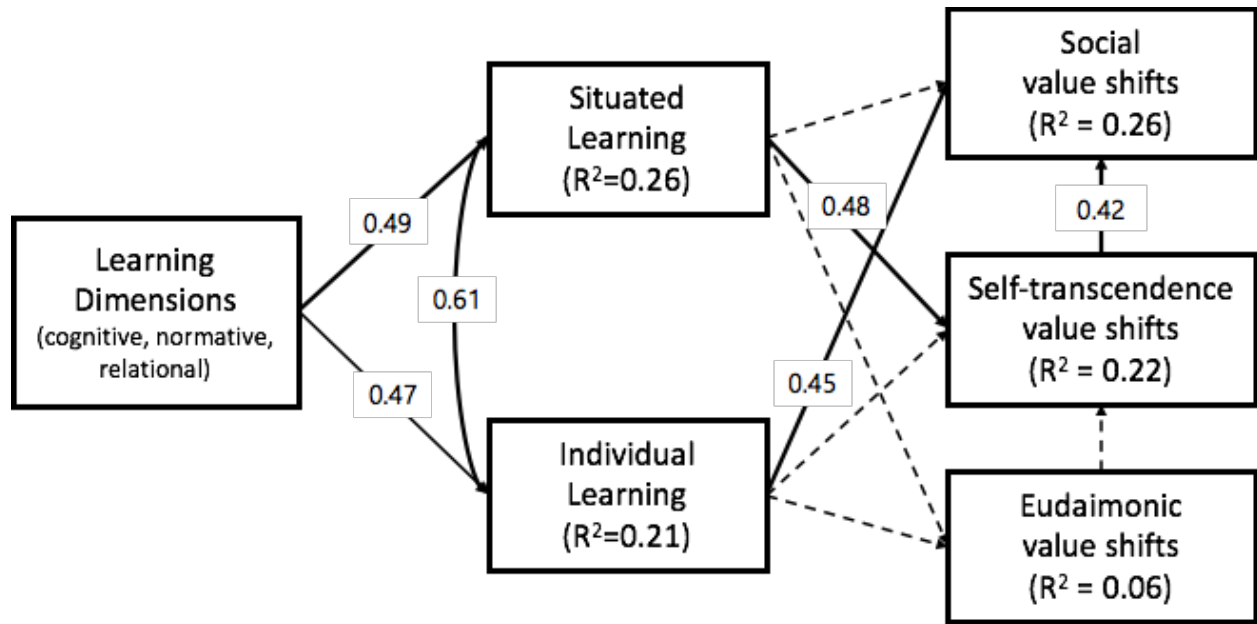 Learning
Dimensions
(cognitive, normative,
relational)
0.49
0.61
0.47
Situated
Learning
(R²=0.26)
Individual
Learning
(R²=0.21)
0.48
0.45
Social
value shifts
(R² = 0.26)
0.42
Self-transcendence
value shifts
(R² = 0.22)
Eudaimonic
value shifts
(R² = 0.06)